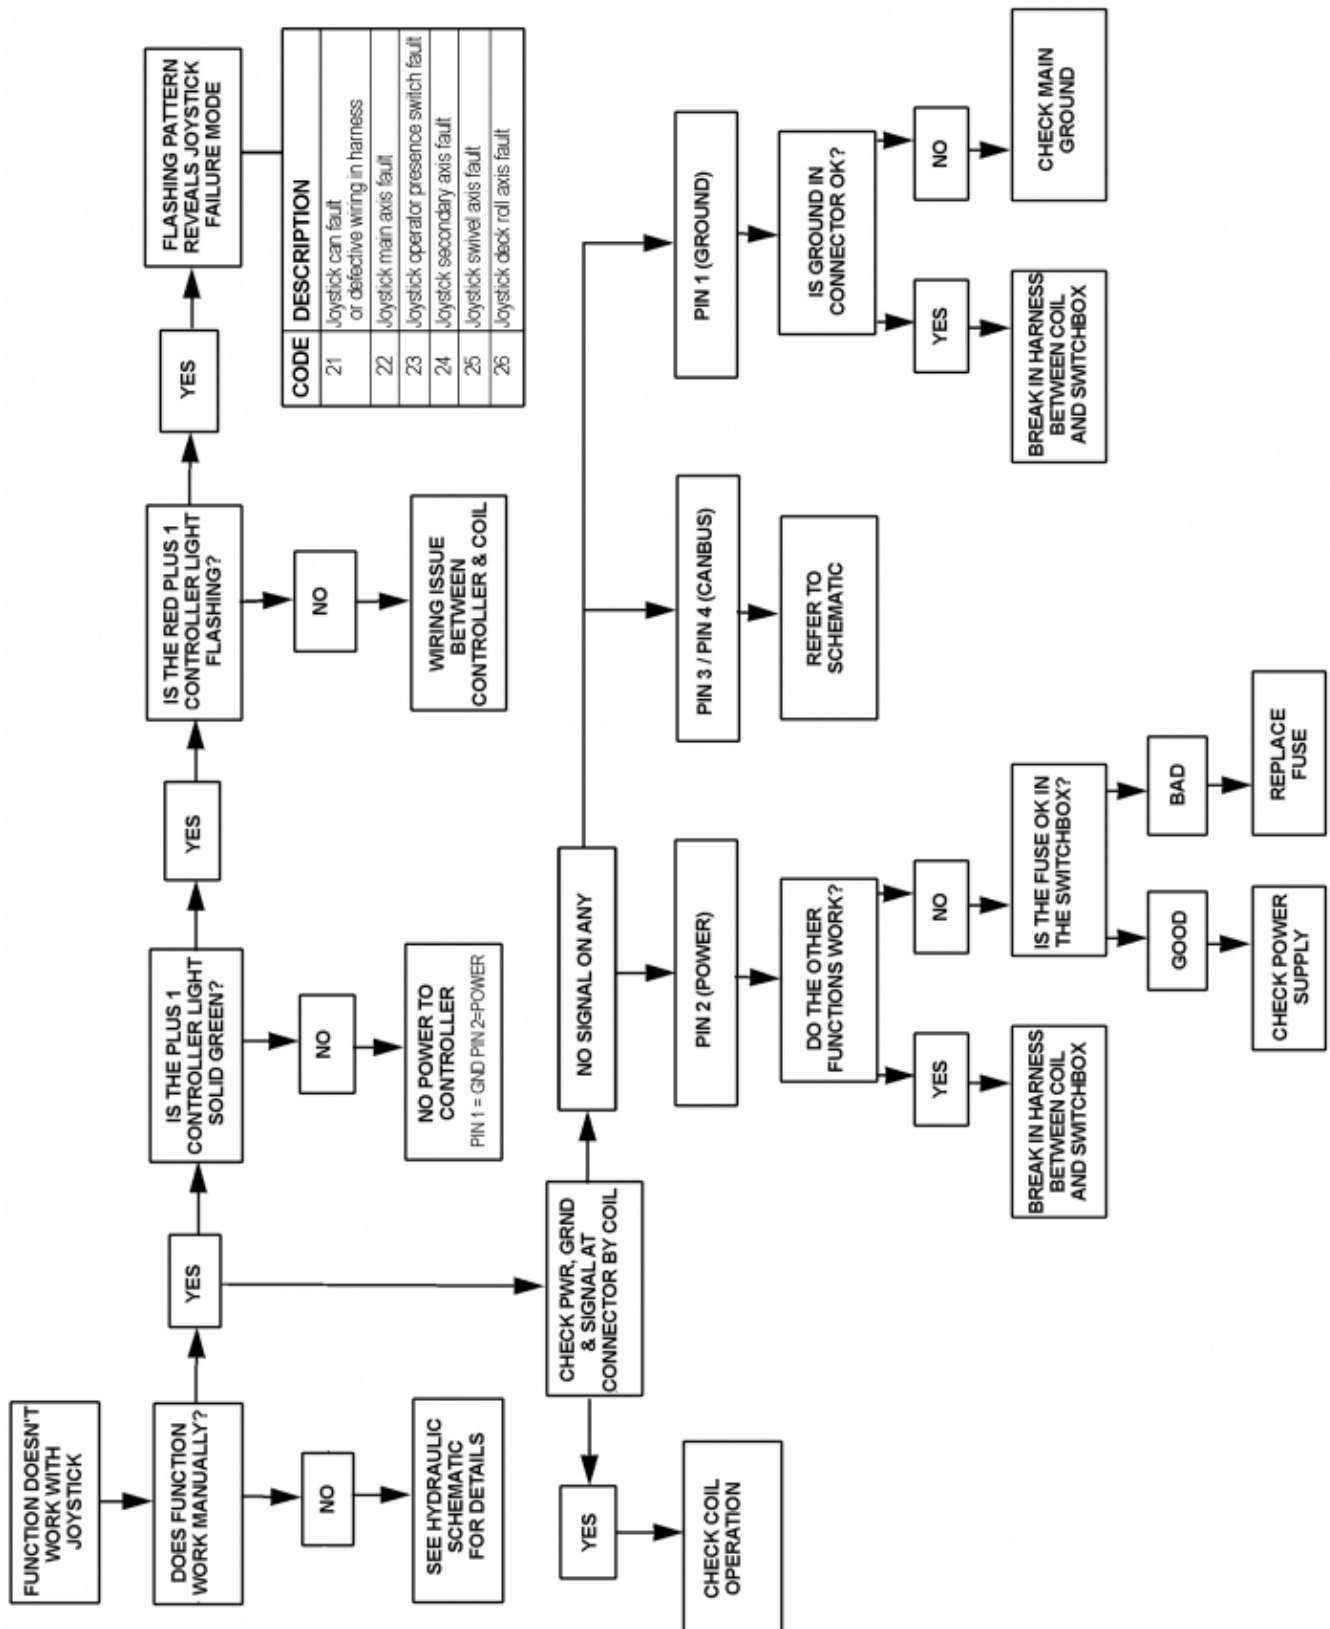 FUNCTION DOESN'T
WORK WITH
JOYSTICK
DOES FUNCTION
WORK MANUALLY?
NO
SEE HYDRAULIC
SCHEMATIC
FOR DETAILS
YES
IS THE PLUS 1
CONTROLLER LIGHT
SOLID GREEN?
NO
NO POWER TO
CONTROLLER
PIN 1 = GND PIN 2=POWER
YES
IS THE RED PLUS 1
CONTROLLER LIGHT
FLASHING?
NO
WIRING ISSUE
BETWEEN
CONTROLLER & COIL
YES
FLASHING PATTERN
REVEALS JOYSTICK
FAILURE MODE
CODE DESCRIPTION
21 Joystick can fault
or defective wiring in harness
22 Joystick main axis fault
23 Joystick operator presence switch fault
24 Joystck secondary axis fault
25 Joystick swivel axis fault
26 Joystick deck roll axis fault
CHECK PWR, GRND
& SIGNAL AT
CONNECTOR BY COIL
YES
CHECK COIL
OPERATION
NO SIGNAL ON ANY
PIN 2 (POWER)
DO THE OTHER
FUNCTIONS WORK?
YES
BREAK IN HARNESS
BETWEEN COIL
AND SWITCHBOX
NO
IS THE FUSE OK IN
THE SWITCHBOX?
GOOD
CHECK POWER
SUPPLY
BAD
REPLACE
FUSE
PIN 3 / PIN 4 (CANBUS)
REFER TO
SCHEMATIC
PIN 1 (GROUND)
IS GROUND IN
CONNECTOR OK?
YES
BREAK IN HARNESS
BETWEEN COIL
AND SWITCHBOX
NO
CHECK MAIN
GROUND